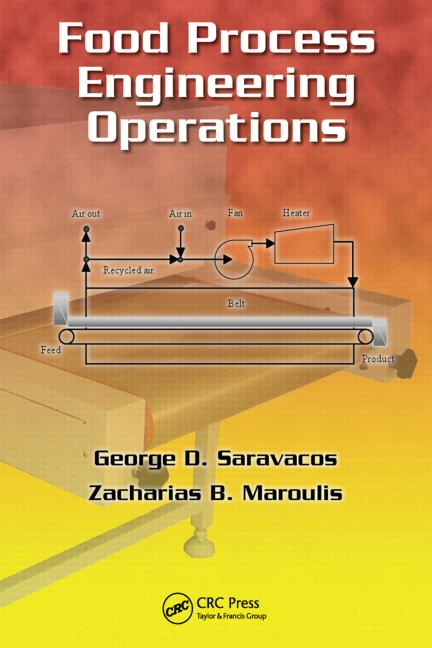 Food Process
Engineering
Operations
Air out
Air in
Fan
Heater
Recycled air
Belt
Feed
Product
George D. Saravacos
Zacharias B. Maroulis
CRC
CRC Press
Taylor & Francis Group